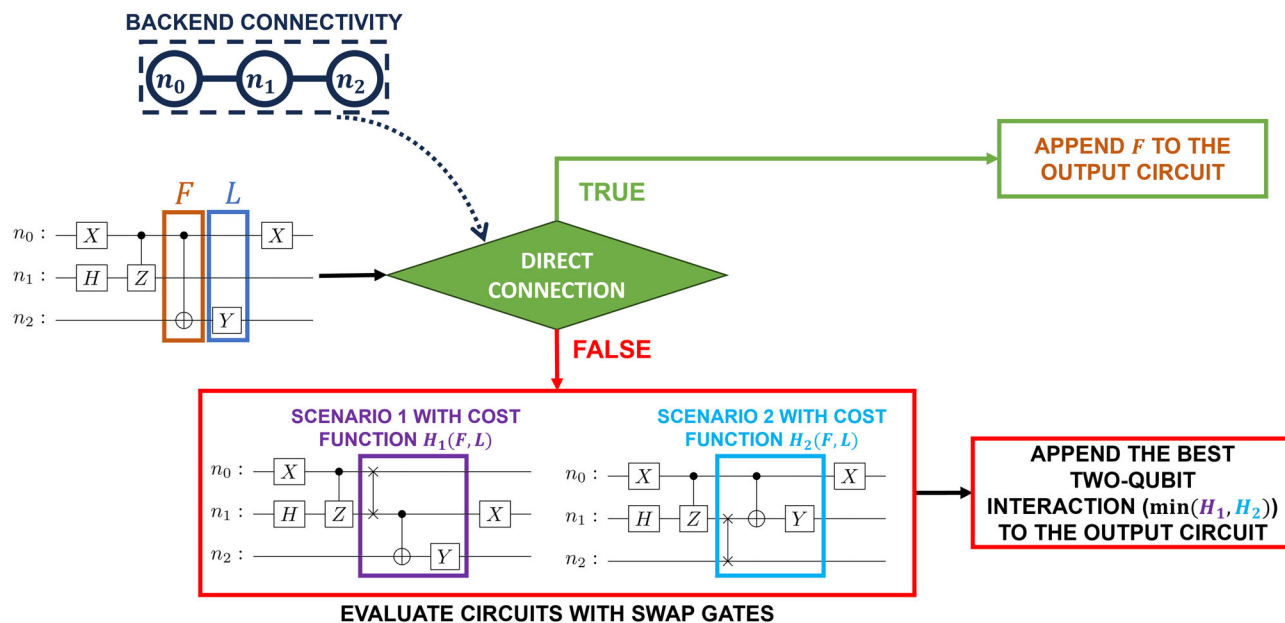 BACKEND CONNECTIVITY
n₀ n₁ n₂
F L
n₀ : X X
n₁ : H Z
n₂ : Y
DIRECT
CONNECTION
TRUE
APPEND F TO THE
OUTPUT CIRCUIT
FALSE
SCENARIO 1 WITH COST
FUNCTION H₁(F, L)
n₀ : X
n₁ : H Z X
n₂ : Y
SCENARIO 2 WITH COST
FUNCTION H₂(F, L)
n₀ : X X
n₁ : H Z Y
n₂ :
EVALUATE CIRCUITS WITH SWAP GATES
APPEND THE BEST
TWO-QUBIT
INTERACTION (min(H₁, H₂))
TO THE OUTPUT CIRCUIT